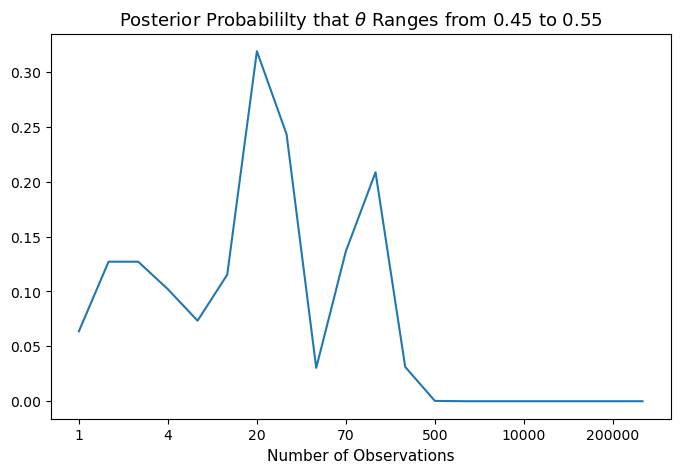 Posterior Probabililty that θ Ranges from 0.45 to 0.55
0.30
0.25
0.20
0.15
0.10
0.05
0.00
1 4 20 70 500 10000 200000
Number of Observations